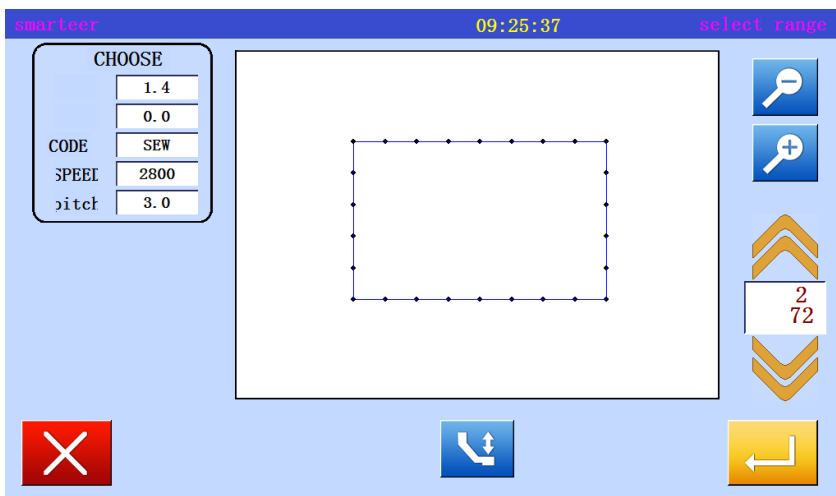 smarteer 09:25:37 select range
CHOOSE
1.4
0.0
CODE SEW
SPEED 2800
pitch 3.0
2
72